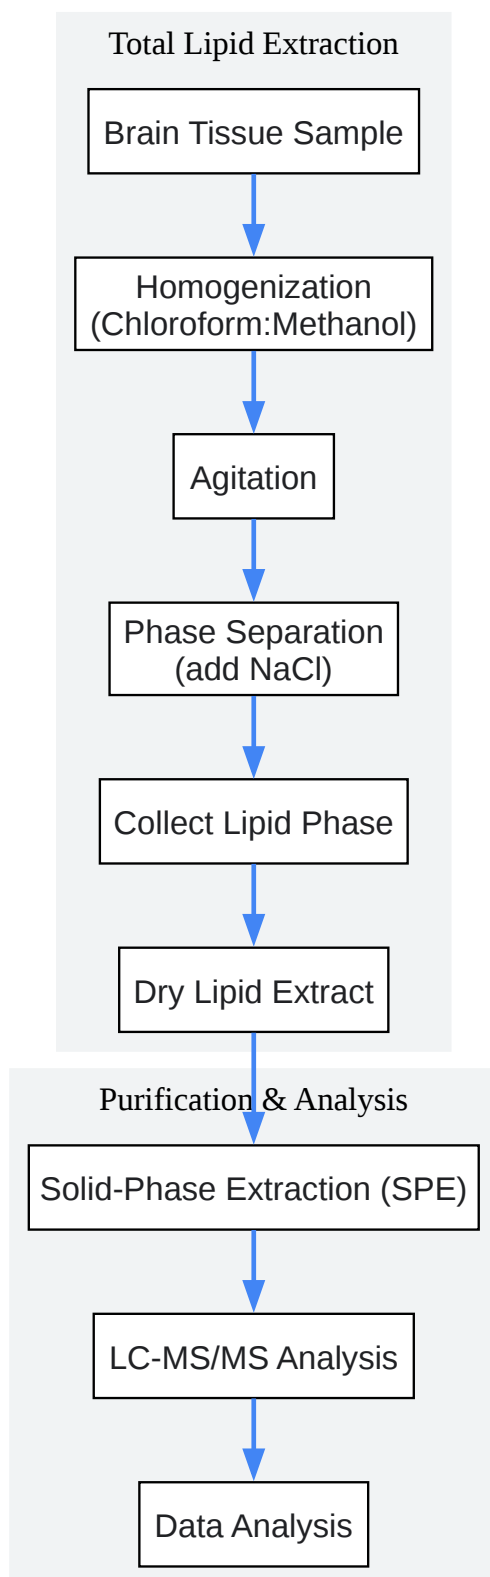 Total Lipid Extraction
Brain Tissue Sample
Homogenization
(Chloroform:Methanol)
Agitation
Phase Separation
(add NaCl)
Collect Lipid Phase
Dry Lipid Extract
Purification & Analysis
Solid-Phase Extraction (SPE)
LC-MS/MS Analysis
Data Analysis